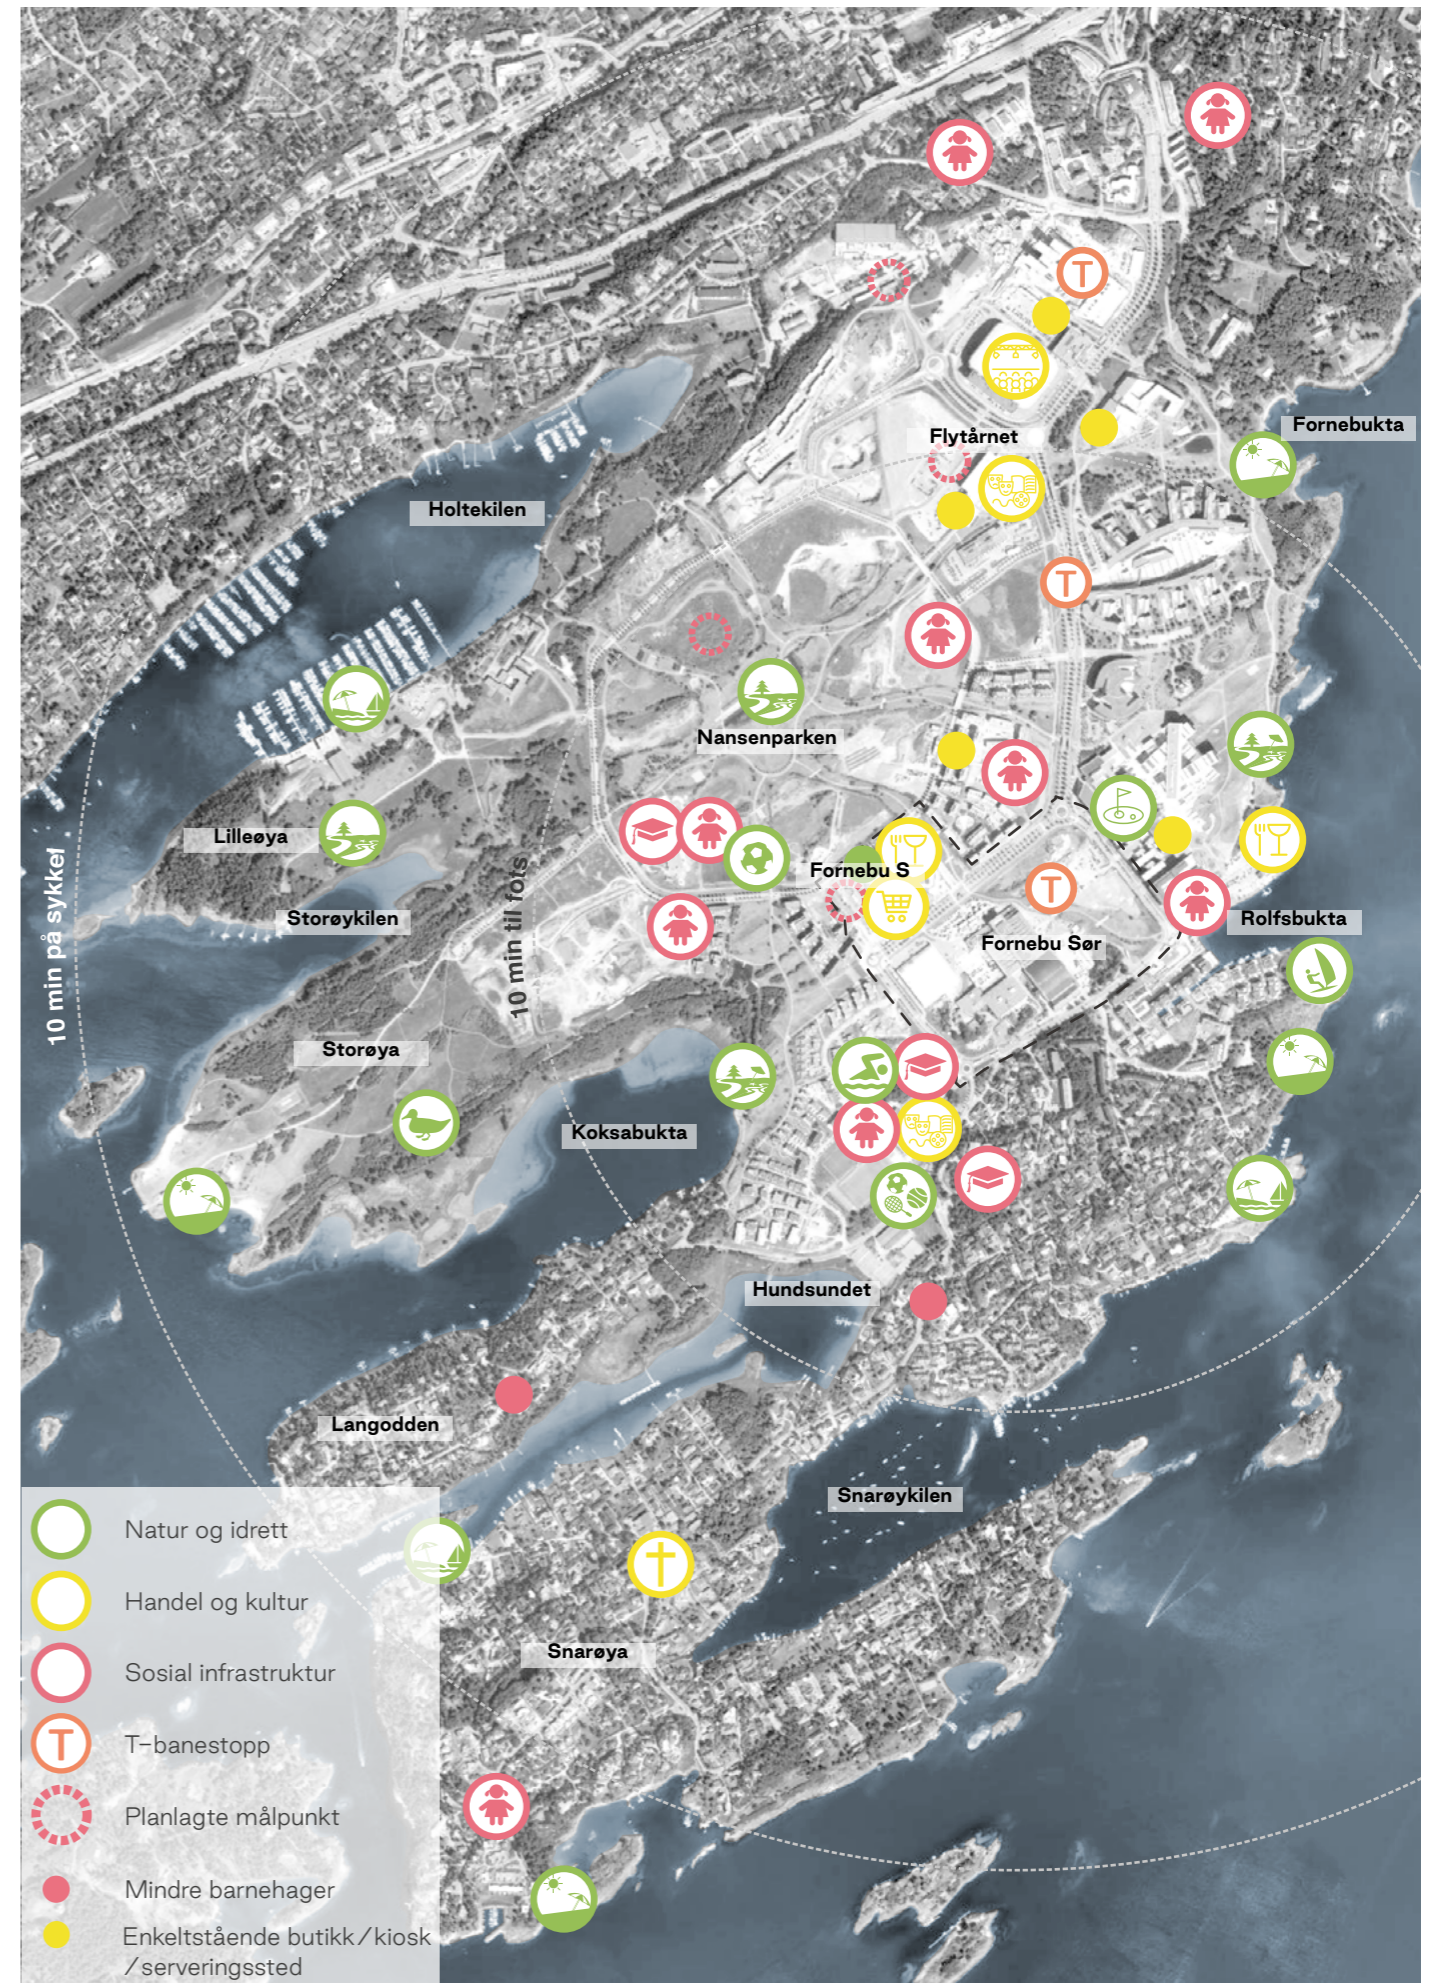 Fornebukta
Flytårnet
Holtekilen
T
T
Nansenparken
Lilleøya
10 min på sykkel
10 min til fots
Fornebu S
T
Storøykilen
Rolfsbukta
Fornebu Sør
Storøya
Koksabukta
Hundsundet
Langodden
Snarøykilen
Snarøya
Natur og idrett
Handel og kultur
Sosial infrastruktur
T T-banestopp
Planlagte målpunkt
Mindre barnehager
Enkeltstående butikk/kiosk
/serveringssted